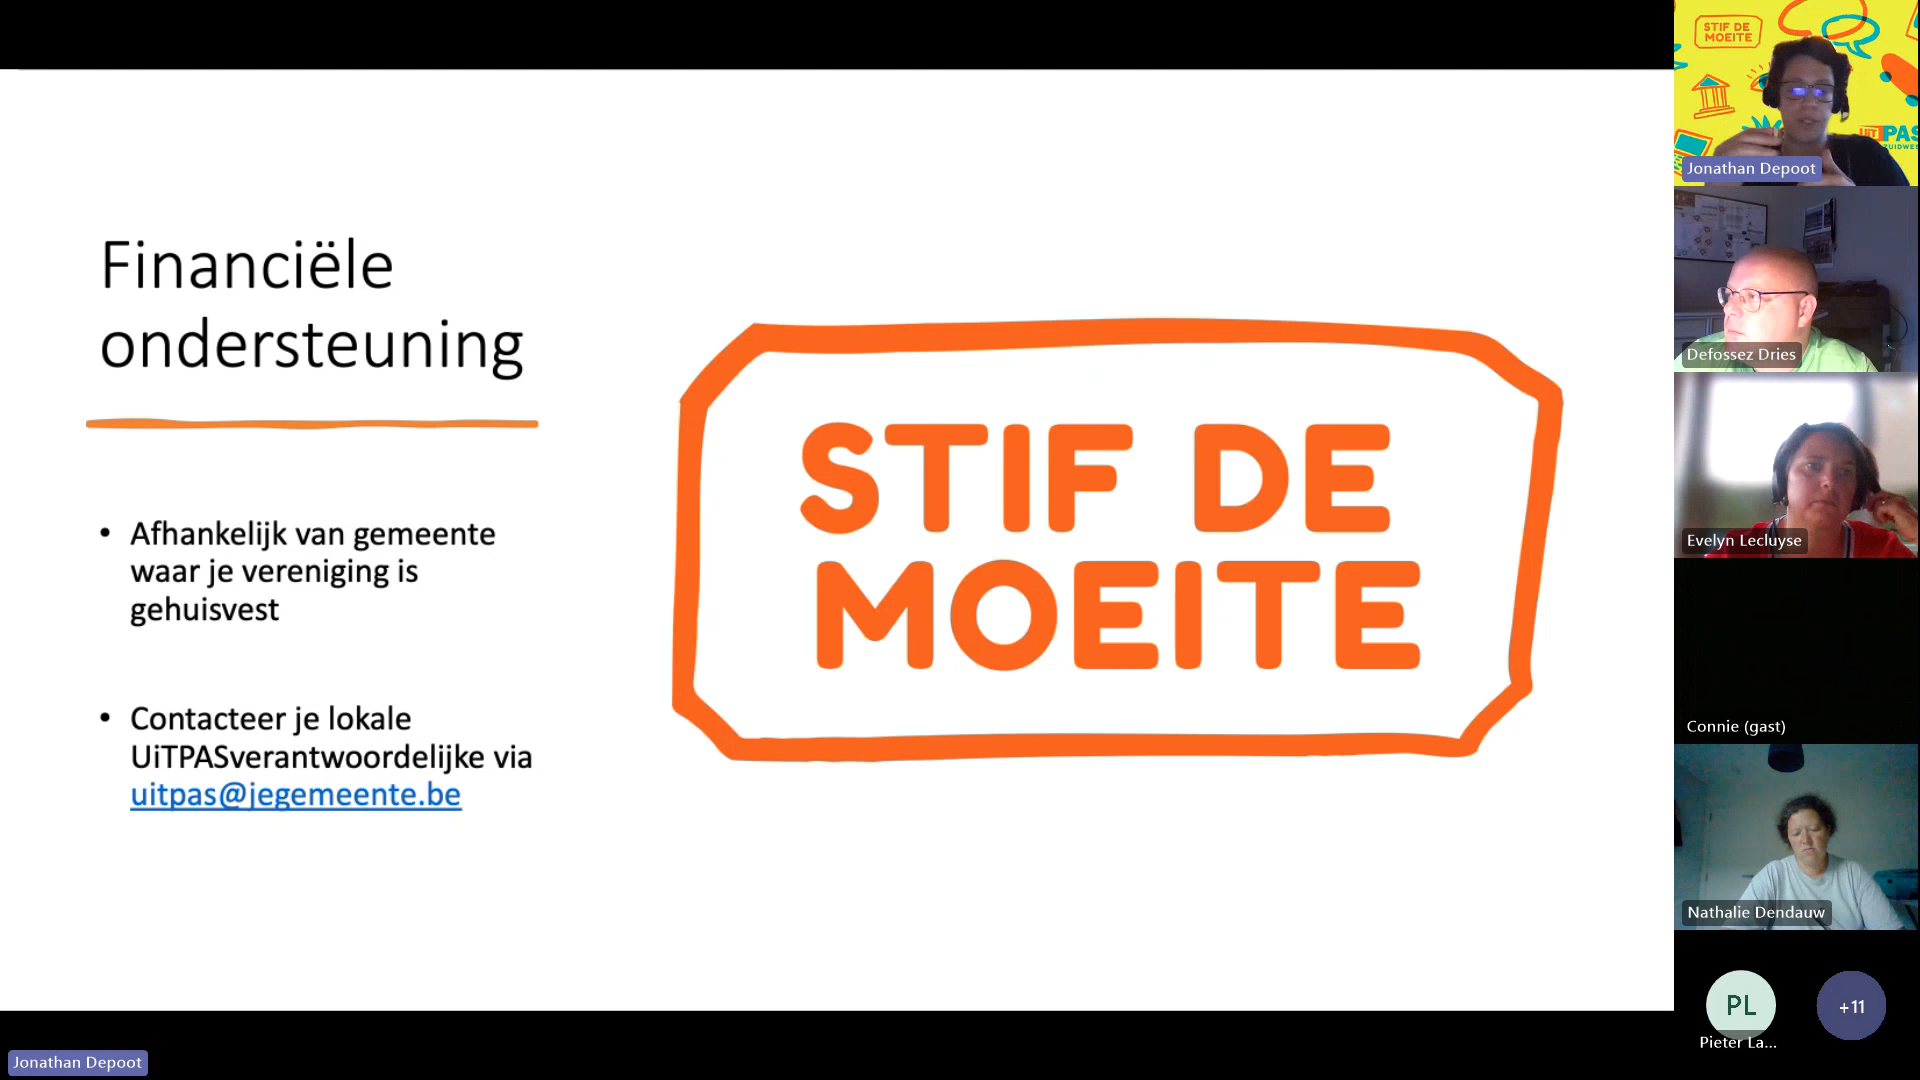 Financiële
ondersteuning
• Afhankelijk van gemeente
waar je vereniging is
gehuisvest
• Contacteer je lokale
UiTPASverantwoordelijke via
uitpas@jegemeente.be
STIF DE
MOEITE
Jonathan Depoot
STIF DE
MOEITE
UiTPAS
ZUIDWES
Jonathan Depoot
Defossez Dries
Evelyn Lecluyse
Connie (gast)
Nathalie Dendauw
PL
Pieter La...
+11